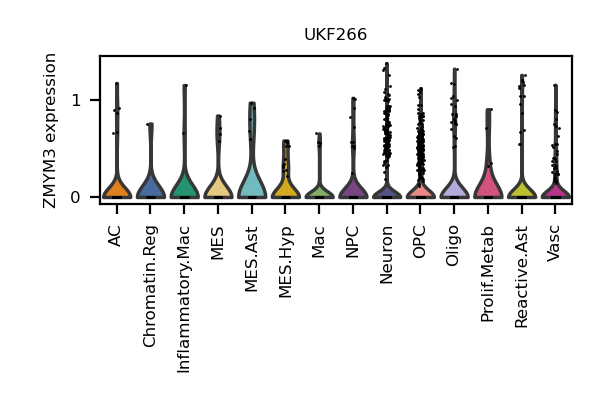 UKF266
ZMYM3 expression
1
0
AC
Chromatin.Reg
Inflammatory.Mac
MES
MES.Ast
MES.Hyp
Mac
NPC
Neuron
OPC
Oligo
Prolif.Metab
Reactive.Ast
Vasc